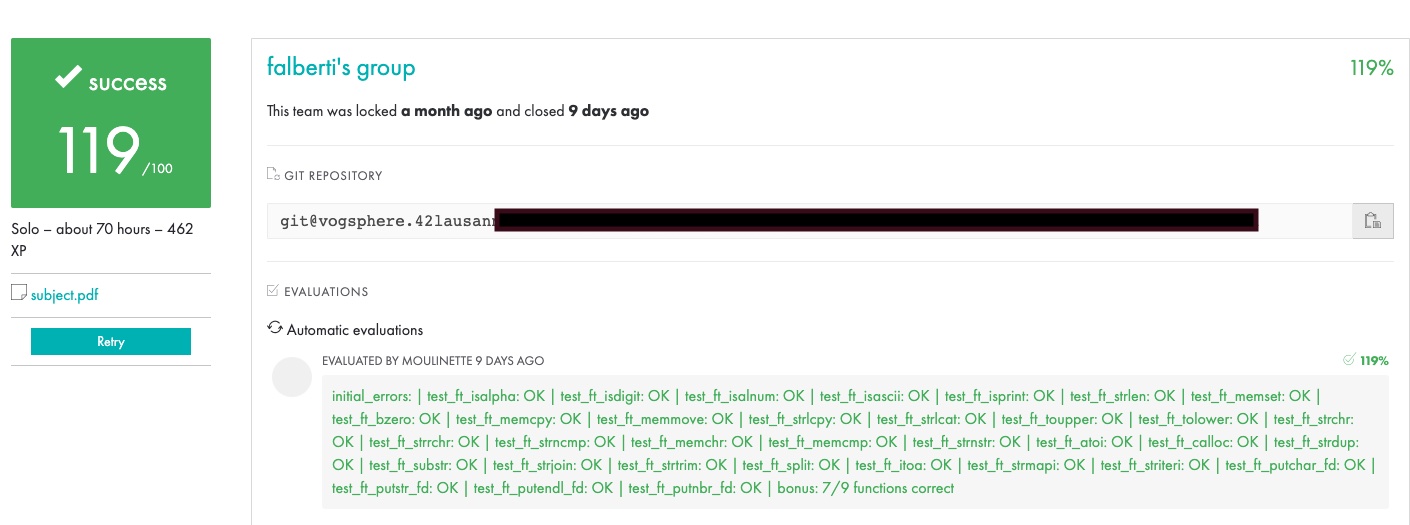 success
119/100
Solo – about 70 hours – 462
XP
subject.pdf
Retry
falberti's group
119%
This team was locked a month ago and closed 9 days ago
GIT REPOSITORY
git@vogsphere.42lausan
EVALUATIONS
Automatic evaluations
EVALUATED BY MOULINETTE 9 DAYS AGO
119%
initial_errors: | test_ft_isalpha: OK | test_ft_isdigit: OK | test_ft_isalnum: OK | test_ft_isascii: OK | test_ft_isprint: OK | test_ft_strlen: OK | test_ft_memset: OK |
test_ft_bzero: OK | test_ft_memcpy: OK | test_ft_memmove: OK | test_ft_strlcpy: OK | test_ft_strlcat: OK | test_ft_toupper: OK | test_ft_tolower: OK | test_ft_strchr:
OK | test_ft_strrchr: OK | test_ft_strncmp: OK | test_ft_memchr: OK | test_ft_memcmp: OK | test_ft_strnstr: OK | test_ft_atoi: OK | test_ft_calloc: OK | test_ft_strdup:
OK | test_ft_substr: OK | test_ft_strjoin: OK | test_ft_strtrim: OK | test_ft_split: OK | test_ft_itoa: OK | test_ft_strmapi: OK | test_ft_striteri: OK | test_ft_putchar_fd: OK |
test_ft_putstr_fd: OK | test_ft_putendl_fd: OK | test_ft_putnbr_fd: OK | bonus: 7/9 functions correct